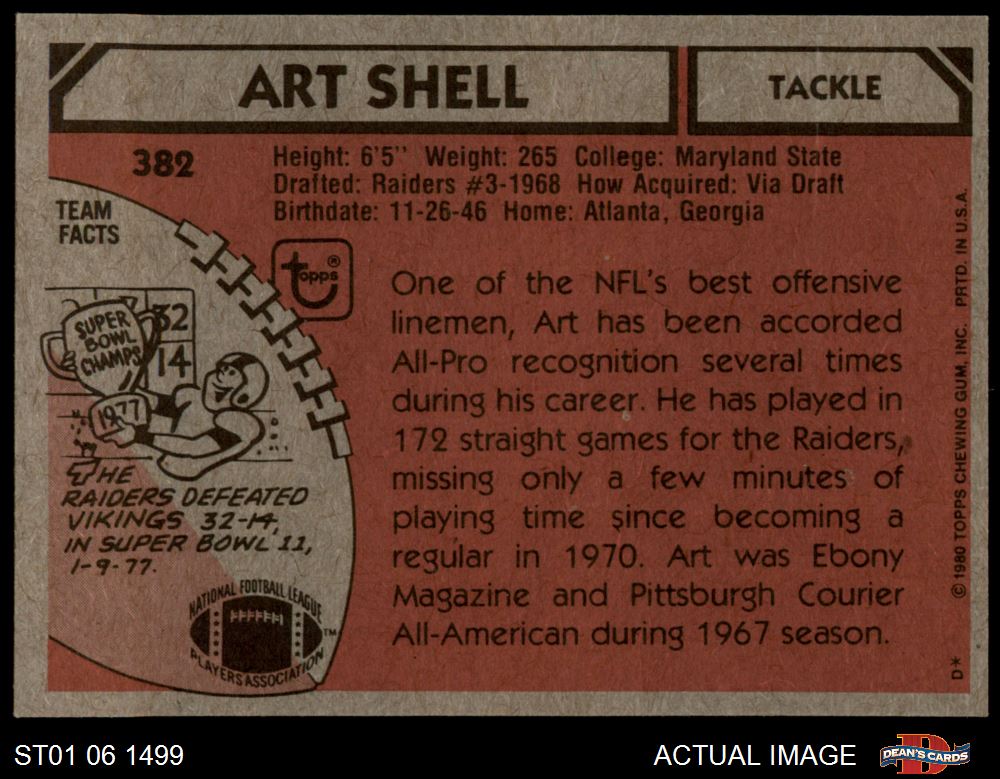 ART SHELL
TACKLE
382
Height: 6'5'' Weight: 265 College: Maryland State
Drafted: Raiders #3-1968 How Acquired: Via Draft
Birthdate: 11-26-46 Home: Atlanta, Georgia
TEAM
FACTS
topps®
SUPER
BOWL
CHAMPS
32
14
1977
THE
RAIDERS DEFEATED
VIKINGS 32-14,
IN SUPER BOWL 11,
1-9-77.
NATIONAL FOOTBALL LEAGUE
PLAYERS ASSOCIATION
TM
One of the NFL's best offensive
linemen, Art has been accorded
All-Pro recognition several times
during his career. He has played in
172 straight games for the Raiders,
missing only a few minutes of
playing time since becoming a
regular in 1970. Art was Ebony
Magazine and Pittsburgh Courier
All-American during 1967 season.
D* © 1980 TOPPS CHEWING GUM, INC. PRTD. IN U.S.A.
ST01 06 1499
ACTUAL IMAGE
DEAN'S CARDS